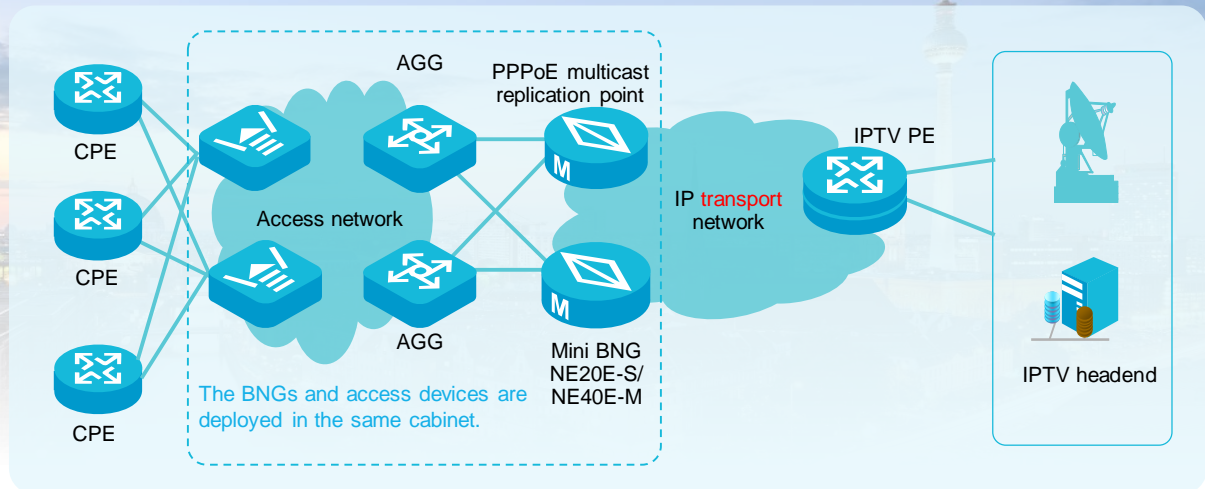 AGG
PPPoE multicast
replication point
CPE
IPTV PE
Access network
IP transport
network
CPE
M
M
AGG
Mini BNG
NE20E-S/
NE40E-M
The BNGs and access devices are
deployed in the same cabinet.
CPE
IPTV headend